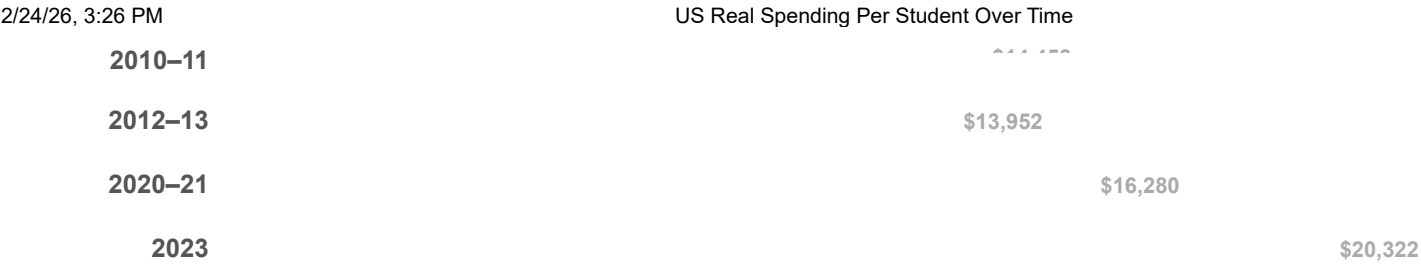 2/24/26, 3:26 PM US Real Spending Per Student Over Time
2010–11
2012–13 $13,952
2020–21 $16,280
2023 $20,322